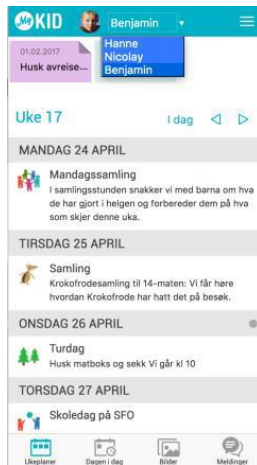 My KID Benjamin
Hanne
Nicolay
Benjamin
01.02.2017
Husk avreise...
Uke 17 I dag
MANDAG 24 APRIL
Mandagssamling
I samlingsstunden snakker vi med barna om hva
de har gjort i helgen og forbereder dem på hva
som skjer denne uka.
TIRSDAG 25 APRIL
Samling
Krokofrodesamling til 14-maten: Vi får høre
hvordan Krokofrode har hatt det på besøk.
ONSDAG 26 APRIL
Turdag
Husk matboks og sekk Vi går kl 10
TORSDAG 27 APRIL
Skoledag på SFO
Ukeplaner Dagen i dag Bilder Meldinger